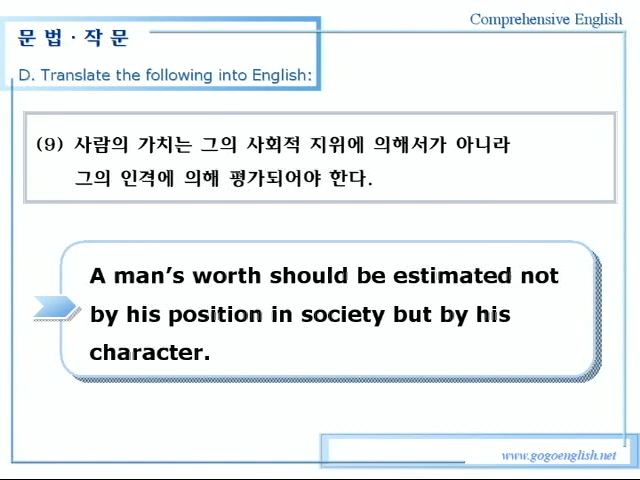 Comprehensive English
문 법 · 작 문
D. Translate the following into English:
(9) 사람의 가치는 그의 사회적 지위에 의해서가 아니라
그의 인격에 의해 평가되어야 한다.
A man’s worth should be estimated not
by his position in society but by his
character.
www.gogoenglish.net